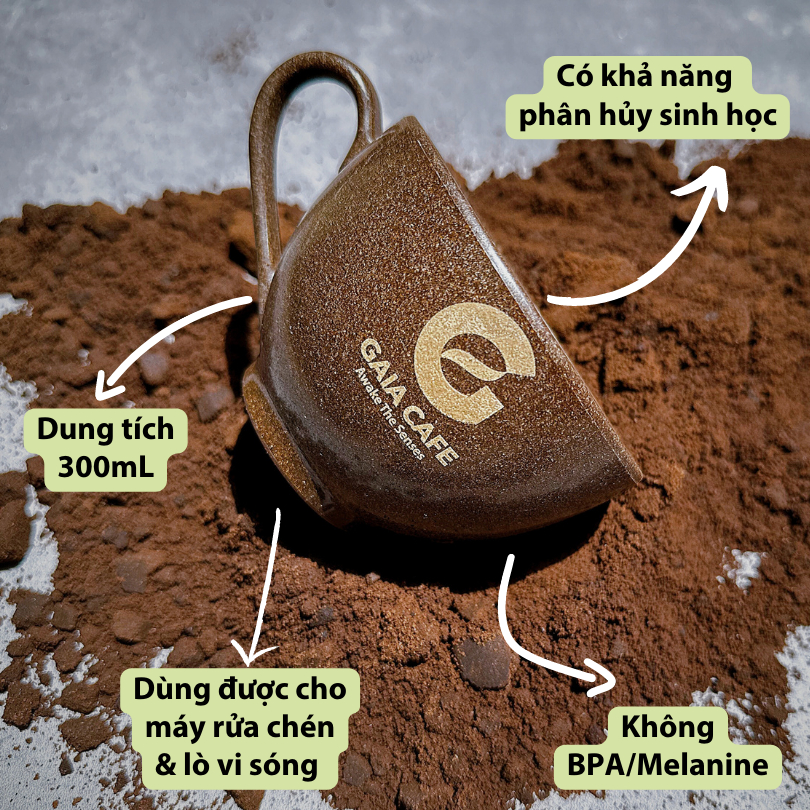 Có khả năng
phân hủy sinh học
GAIA CAFE
Awake The Senses
Dung tích
300mL
Dùng được cho
máy rửa chén
& lò vi sóng
Không
BPA/Melanine